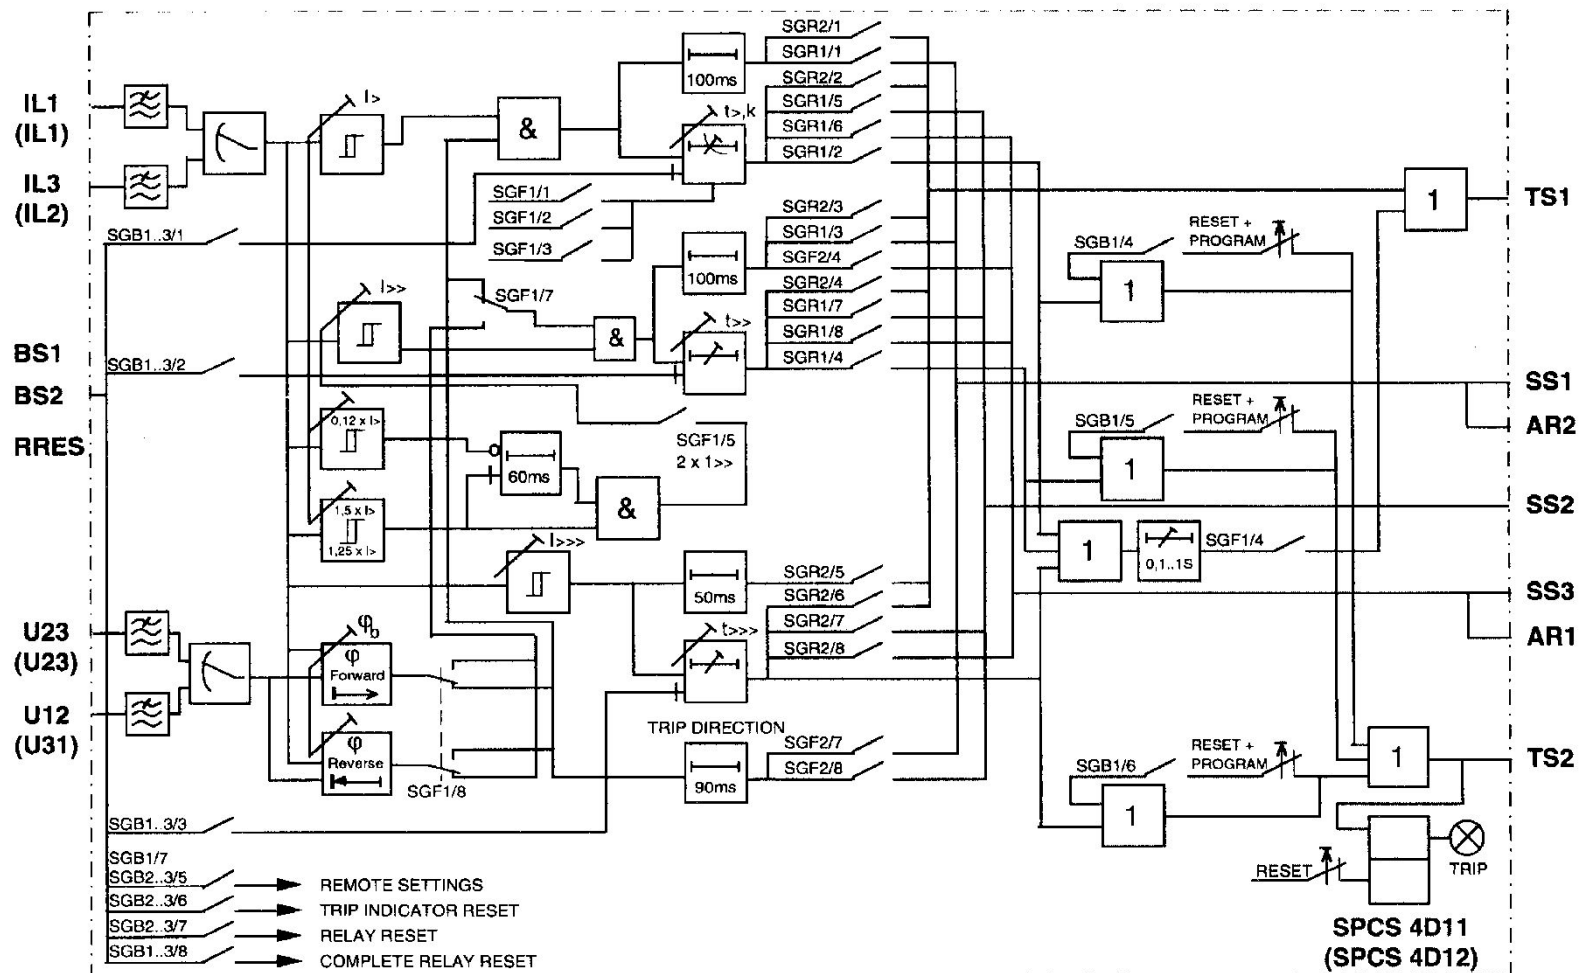 IL1
(IL1)
IL3
(IL2)
BS1
BS2
RRES
U23
(U23)
U12
(U31)
SGB1..3/1
SGB1..3/2
SGB1..3/3
SGB1/7
SGB2..3/5
SGB2..3/6
SGB2..3/7
SGB1..3/8
REMOTE SETTINGS
TRIP INDICATOR RESET
RELAY RESET
COMPLETE RELAY RESET
I>
I>>
0,12 x I>
1,5 x I>
1,25 x I>
φb
φ
Forward
φ
Reverse
SGF1/8
&
SGF1/1
SGF1/2
SGF1/3
SGF1/7
&
60ms
SGF1/5
2 x 1>>
&
I>>>
100ms
t>,k
100ms
t>>
50ms
t>>>
TRIP DIRECTION
90ms
SGR2/1
SGR1/1
SGR2/2
SGR1/5
SGR1/6
SGR1/2
SGR2/3
SGR1/3
SGF2/4
SGR2/4
SGR1/7
SGR1/8
SGR1/4
SGR2/5
SGR2/6
SGR2/7
SGR2/8
SGF2/7
SGF2/8
SGB1/4
RESET +
PROGRAM
1
SGB1/5
RESET +
PROGRAM
1
1
0,1..1S
SGF1/4
SGB1/6
RESET +
PROGRAM
1
1
1
RESET
TRIP
TS1
SS1
AR2
SS2
SS3
AR1
TS2
SPCS 4D11
(SPCS 4D12)